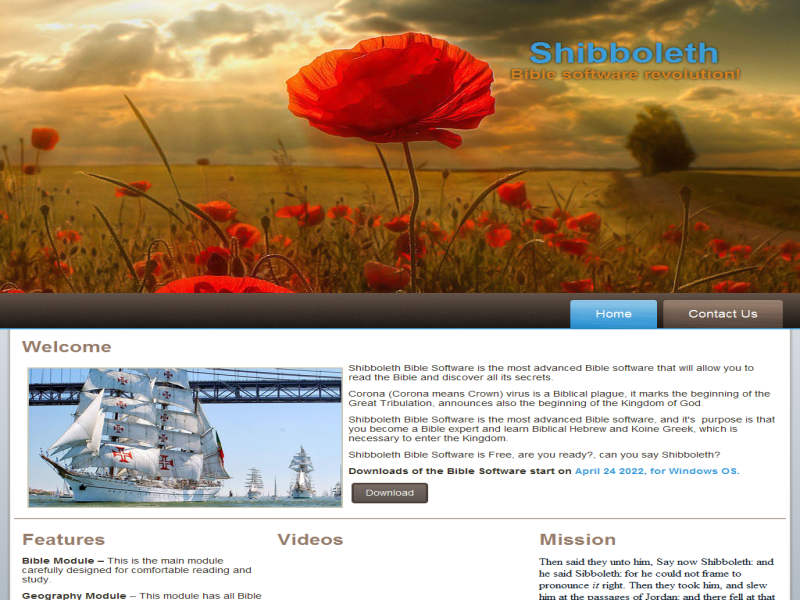 Shibboleth
Bible software revolution!
Home
Contact Us
Welcome
Shibboleth Bible Software is the most advanced Bible software that will allow you to
read the Bible and discover all its secrets.
Corona (Corona means Crown) virus is a Biblical plague, it marks the beginning of the
Great Tribulation, announces also the beginning of the Kingdom of God.
Shibboleth Bible Software is the most advanced Bible software, and it's  purpose is that
you become a Bible expert and learn Biblical Hebrew and Koine Greek, which is
necessary to enter the Kingdom.
Shibboleth Bible Software is Free, are you ready?, can you say Shibboleth?
Downloads of the Bible Software start on April 24 2022, for Windows OS.
Download
Features
Bible Module – This is the main module
carefully designed for comfortable reading and
study.
Geography Module – This module has all Bible
Videos
Mission
Then said they unto him, Say now Shibboleth: and
he said Sibboleth: for he could not frame to
pronounce it right. Then they took him, and slew
him at the passages of Jordan: and there fell at that